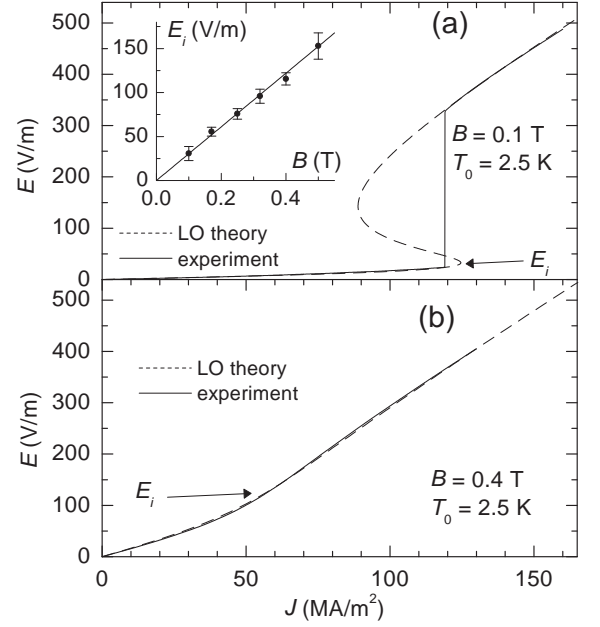 (a)
E (V/m)
500
400
300
200
100
0
E_i (V/m)
150
100
50
0
0.0 0.2 0.4
B (T)
B = 0.1 T
T_0 = 2.5 K
LO theory
experiment
E_i
(b)
E (V/m)
500
400
300
200
100
0
LO theory
experiment
E_i
B = 0.4 T
T_0 = 2.5 K
0 50 100 150
J (MA/m²)